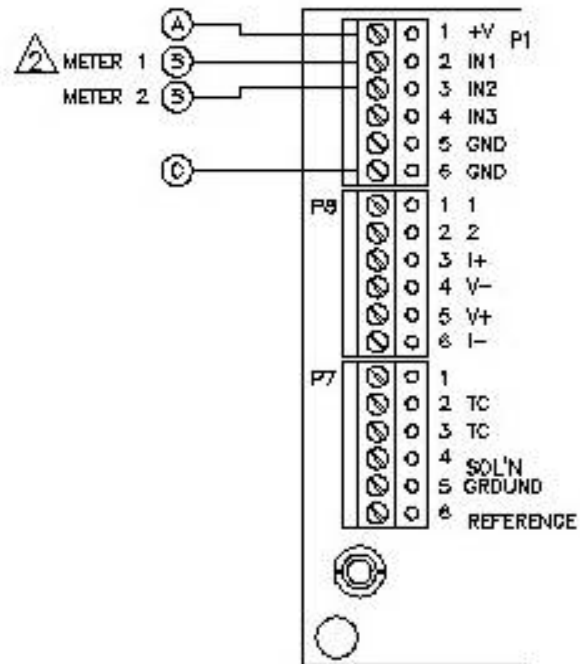 A
1 +V P1
2 METER 1 B 2 IN1
METER 2 B 3 IN2
4 IN3
5 GND
C 6 GND
P8 1 1
2 2
3 I+
4 V-
5 V+
6 I-
P7 1
2 TC
3 TC
4 SOL'N
5 GROUND
6 REFERENCE